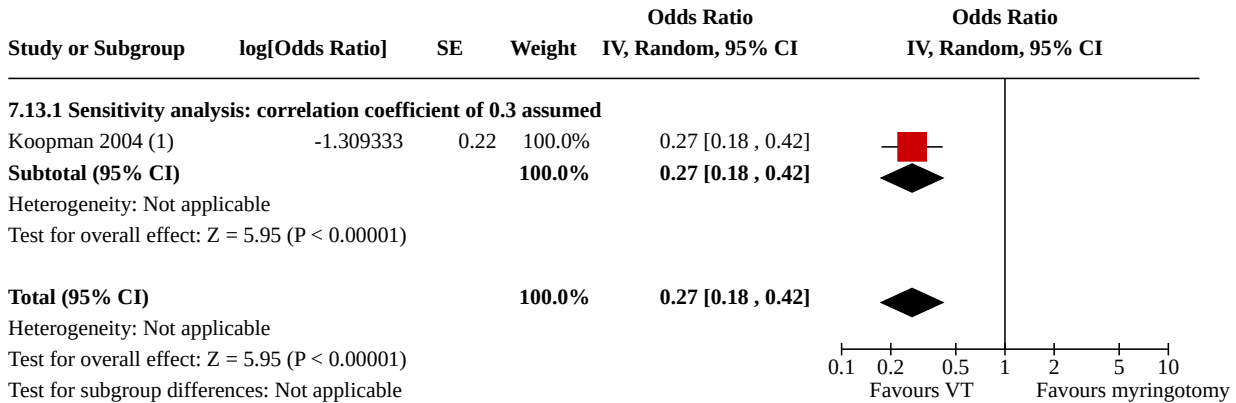 Odds Ratio Odds Ratio
Study or Subgroup log[Odds Ratio] SE Weight IV, Random, 95% CI IV, Random, 95% CI
7.13.1 Sensitivity analysis: correlation coefficient of 0.3 assumed
Koopman 2004 (1) -1.309333 0.22 100.0% 0.27 [0.18 , 0.42]
Subtotal (95% CI) 100.0% 0.27 [0.18 , 0.42]
Heterogeneity: Not applicable
Test for overall effect: Z = 5.95 (P < 0.00001)
Total (95% CI) 100.0% 0.27 [0.18 , 0.42]
Heterogeneity: Not applicable
Test for overall effect: Z = 5.95 (P < 0.00001)
0.1 0.2 0.5 1 2 5 10
Test for subgroup differences: Not applicable Favours VT Favours myringotomy